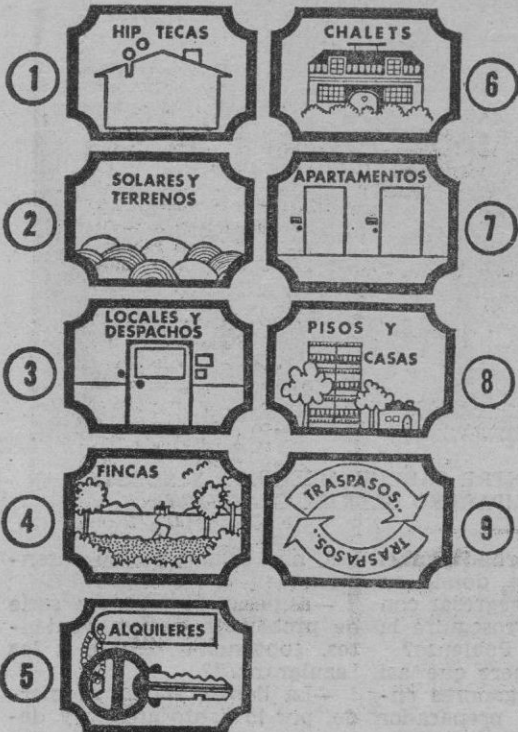 1
HIP TECAS
2
SOLARES Y
TERRENOS
3
LOCALES Y
DESPACHOS
4
FINCAS
5
ALQUILERES
6
CHALETS
7
APARTAMENTOS
8
PISOS Y
CASAS
9
TRASPASOS..
TRASPASOS..